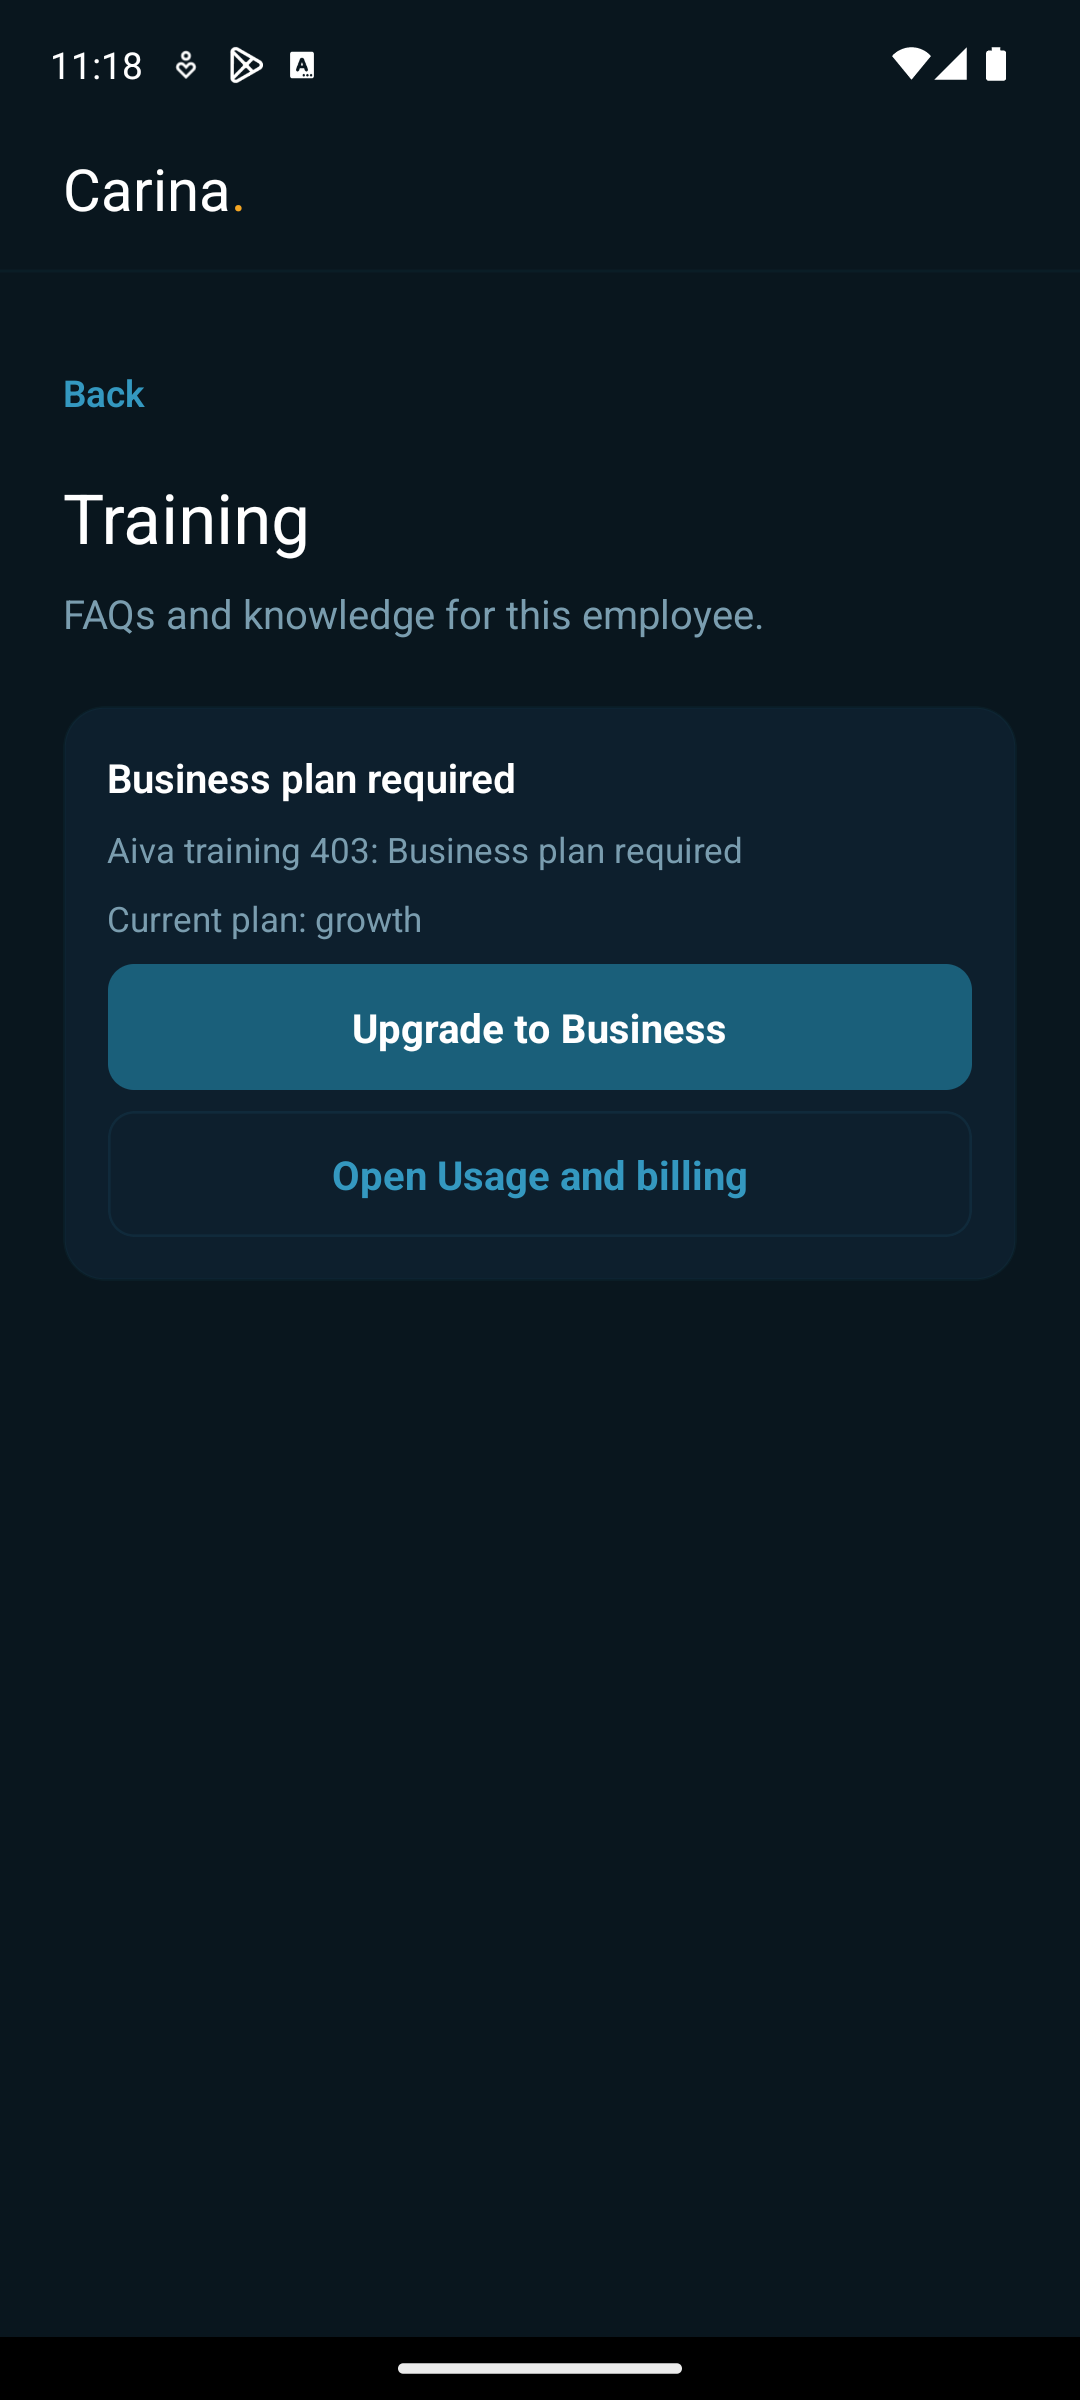 11:18
Carina.
Back
Training
FAQs and knowledge for this employee.
Business plan required
Aiva training 403: Business plan required
Current plan: growth
Upgrade to Business
Open Usage and billing